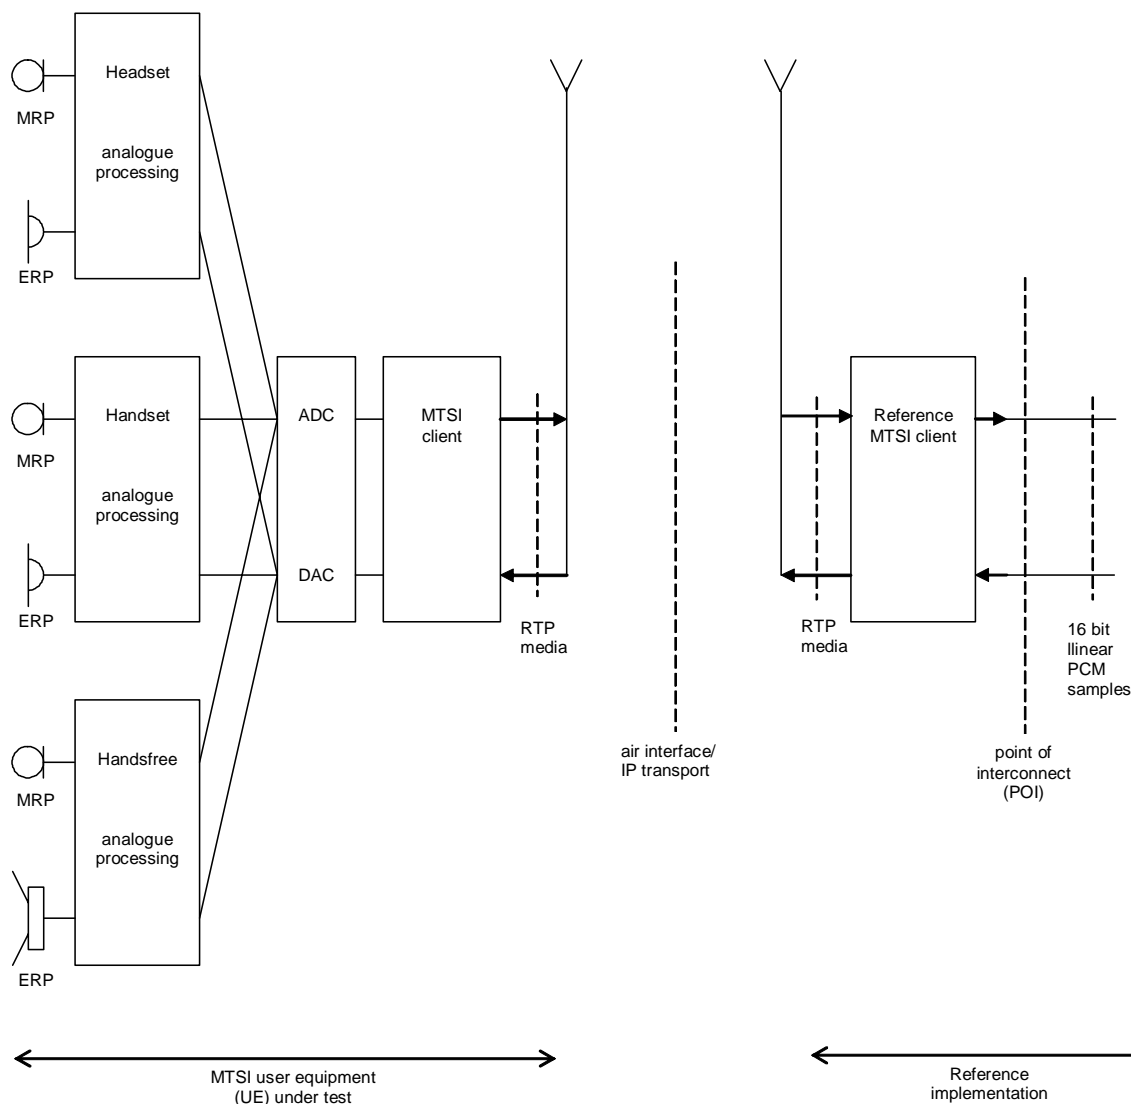 Headset
MRP
analogue
processing
ERP
Handset
MRP
analogue
processing
ERP
ADC
DAC
MTSI
client
RTP
media
Handsfree
MRP
analogue
processing
ERP
air interface/
IP transport
Reference
MTSI client
RTP
media
16 bit
llinear
PCM
samples
point of
interconnect
(POI)
MTSI user equipment
(UE) under test
Reference
implementation